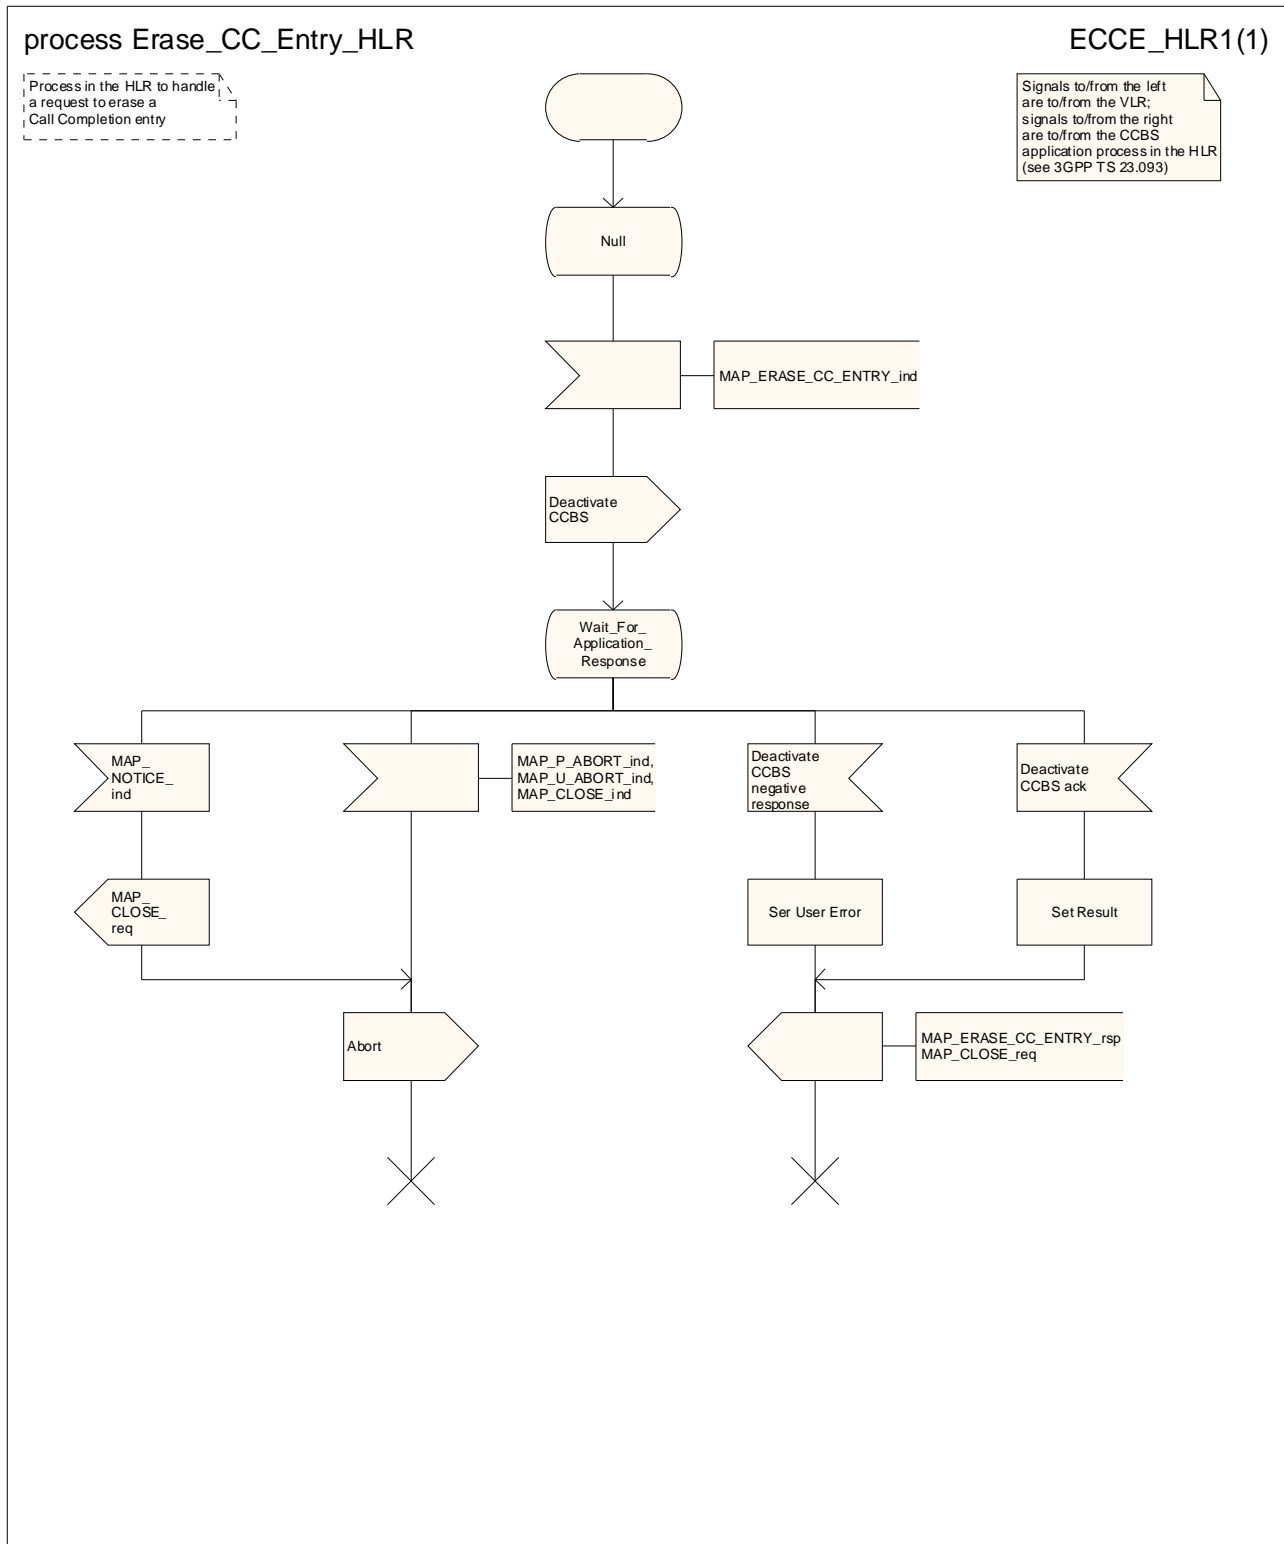 process Erase_CC_Entry_HLR
ECCE_HLR1(1)
Process in the HLR to handle
a request to erase a
Call Completion entry
Signals to/from the left
are to/from the VLR;
signals to/from the right
are to/from the CCBS
application process in the HLR
(see 3GPP TS 23.093)
Null
MAP_ERASE_CC_ENTRY_ind
Deactivate
CCBS
Wait_For_
Application_
Response
MAP_
NOTICE_
ind
MAP_P_ABORT_ind,
MAP_U_ABORT_ind,
MAP_CLOSE_ind
Deactivate
CCBS
negative
response
Deactivate
CCBS ack
MAP_
CLOSE_
req
Ser User Error
Set Result
Abort
MAP_ERASE_CC_ENTRY_rsp
MAP_CLOSE_req